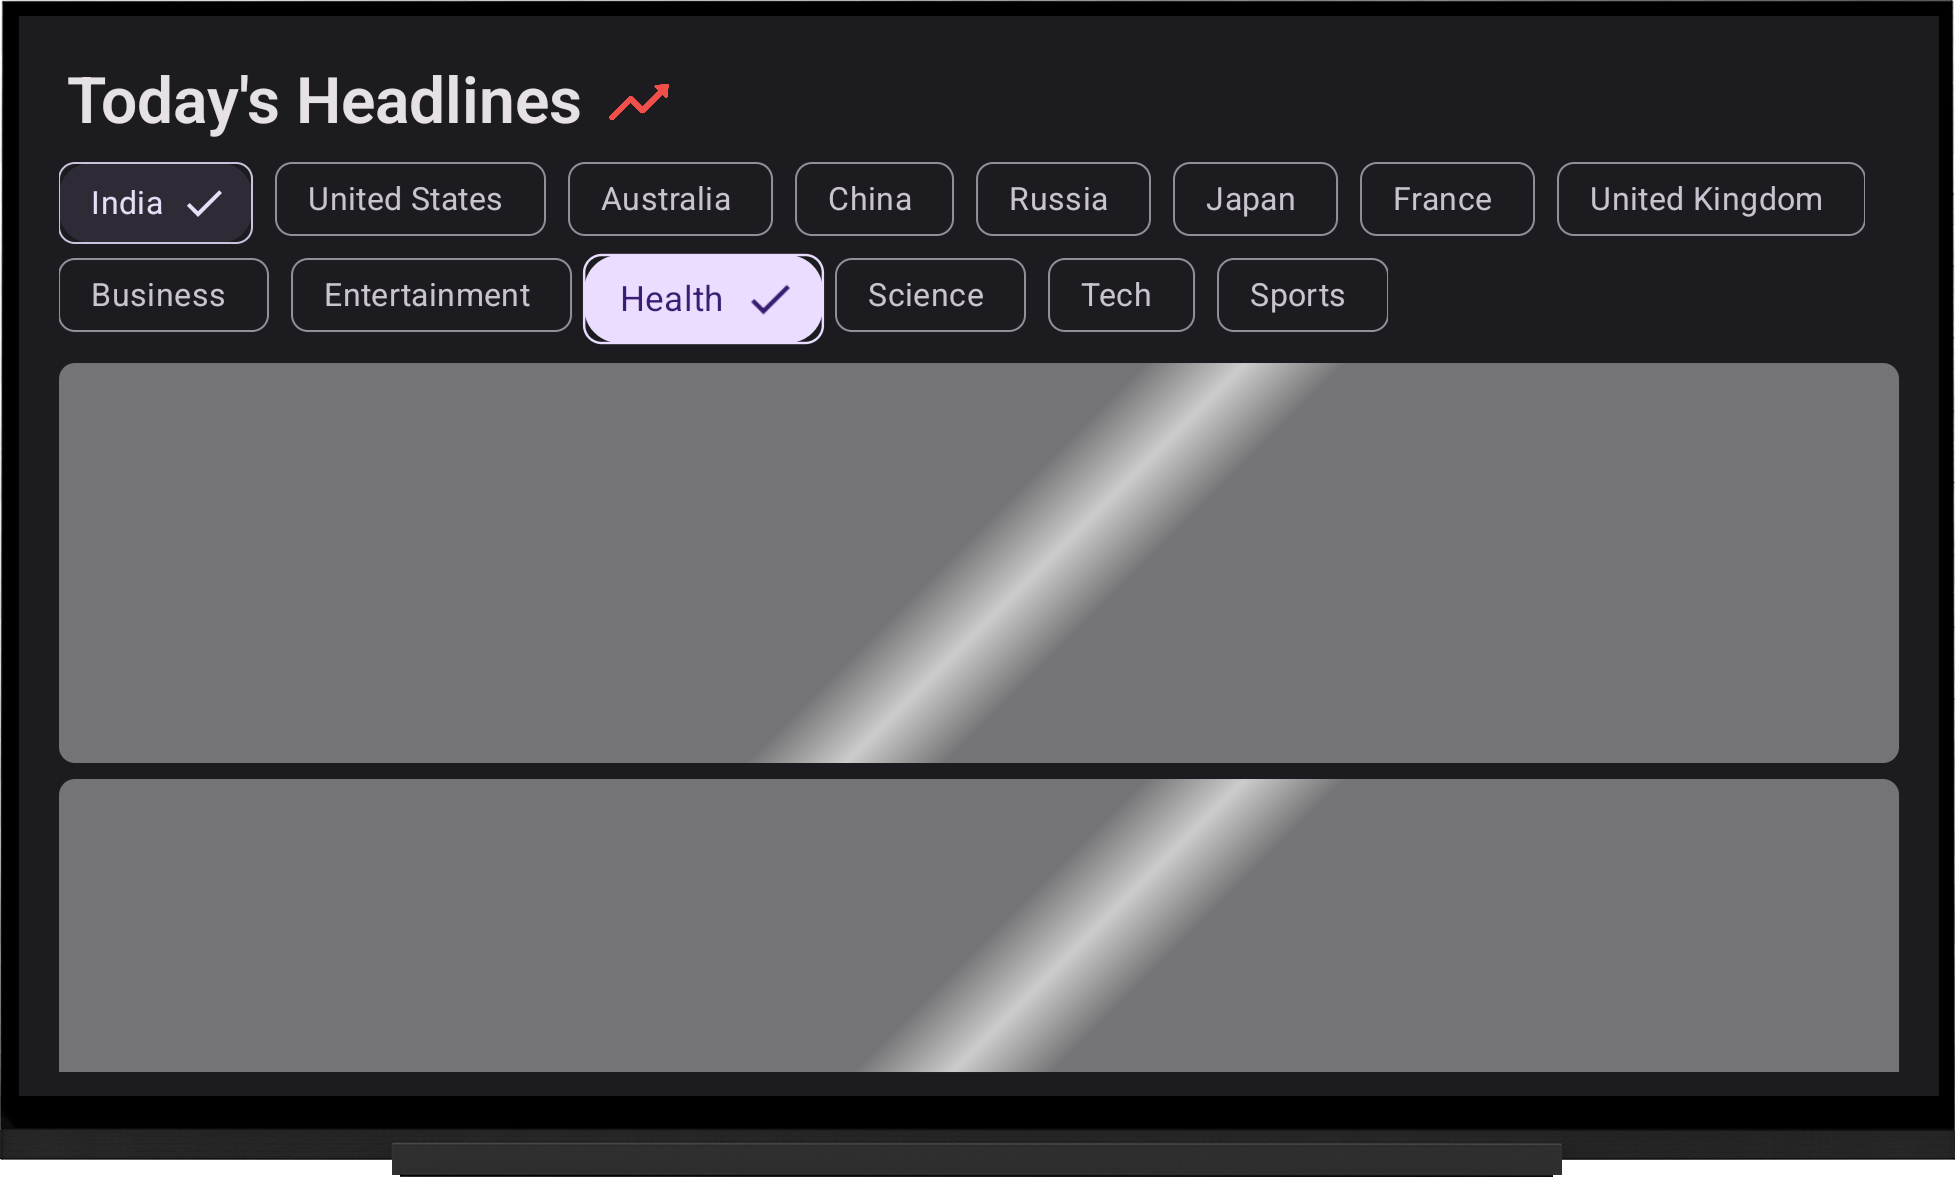 Today's Headlines
India United States Australia China Russia Japan France United Kingdom
Business Entertainment Health Science Tech Sports